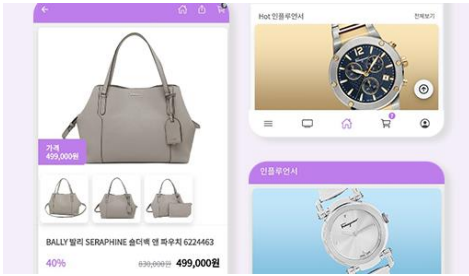 가격
499,000원
BALLY 발리 SERAPHINE 숄더백 앤 파우치 6224463
40%
830,000원 499,000원
Hot 인플루언서
전체보기
인플루언서